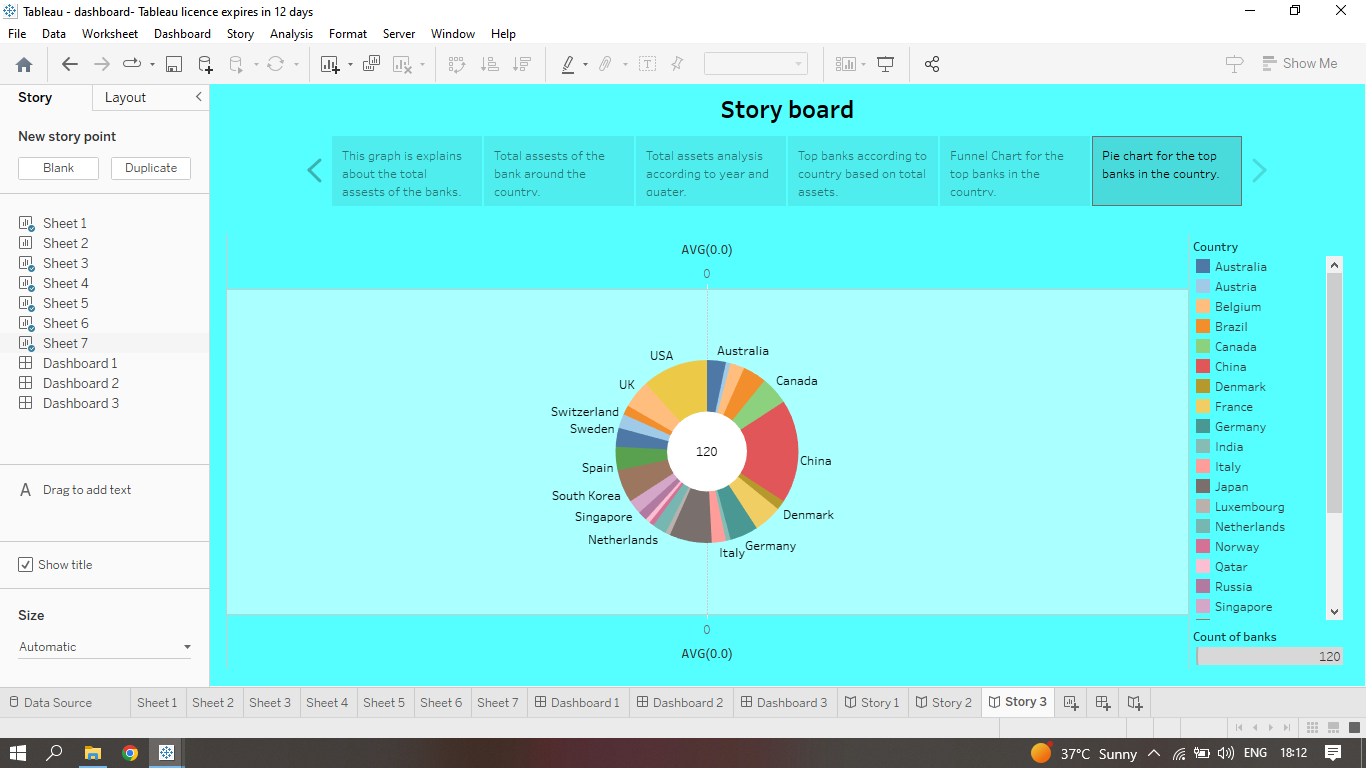 Tableau - dashboard- Tableau licence expires in 12 days
File Data Worksheet Dashboard Story Analysis Format Server Window Help
Show Me
Story Layout
New story point
Blank Duplicate
Sheet 1
Sheet 2
Sheet 3
Sheet 4
Sheet 5
Sheet 6
Sheet 7
Dashboard 1
Dashboard 2
Dashboard 3
A Drag to add text
Show title
Size
Automatic
Story board
This graph is explains
about the total
assests of the banks.
Total assests of the
bank around the
country.
Total assets analysis
according to year and
quater.
Top banks according to
country based on total
assets.
Funnel Chart for the
top banks in the
country.
Pie chart for the top
banks in the country.
AVG(0.0)
0
USA
Australia
UK
Canada
Switzerland
Sweden
120
China
Spain
South Korea
Singapore
Denmark
Netherlands
Italy
Germany
0
AVG(0.0)
Country
Australia
Austria
Belgium
Brazil
Canada
China
Denmark
France
Germany
India
Italy
Japan
Luxembourg
Netherlands
Norway
Qatar
Russia
Singapore
Count of banks
120
Data Source Sheet 1 Sheet 2 Sheet 3 Sheet 4 Sheet 5 Sheet 6 Sheet 7 Dashboard 1 Dashboard 2 Dashboard 3 Story 1 Story 2 Story 3
37°C Sunny ENG 18:12